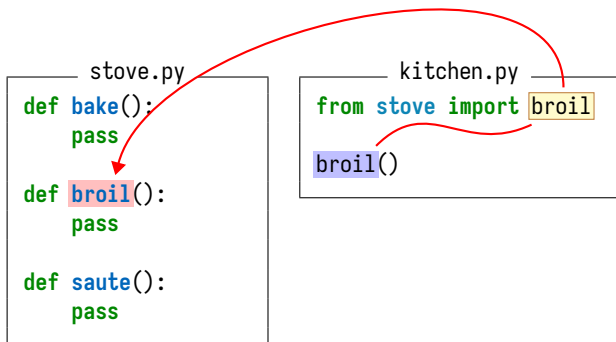 stove.py
def bake():
    pass
def broil():
    pass
def saute():
    pass
kitchen.py
from stove import broil
broil()